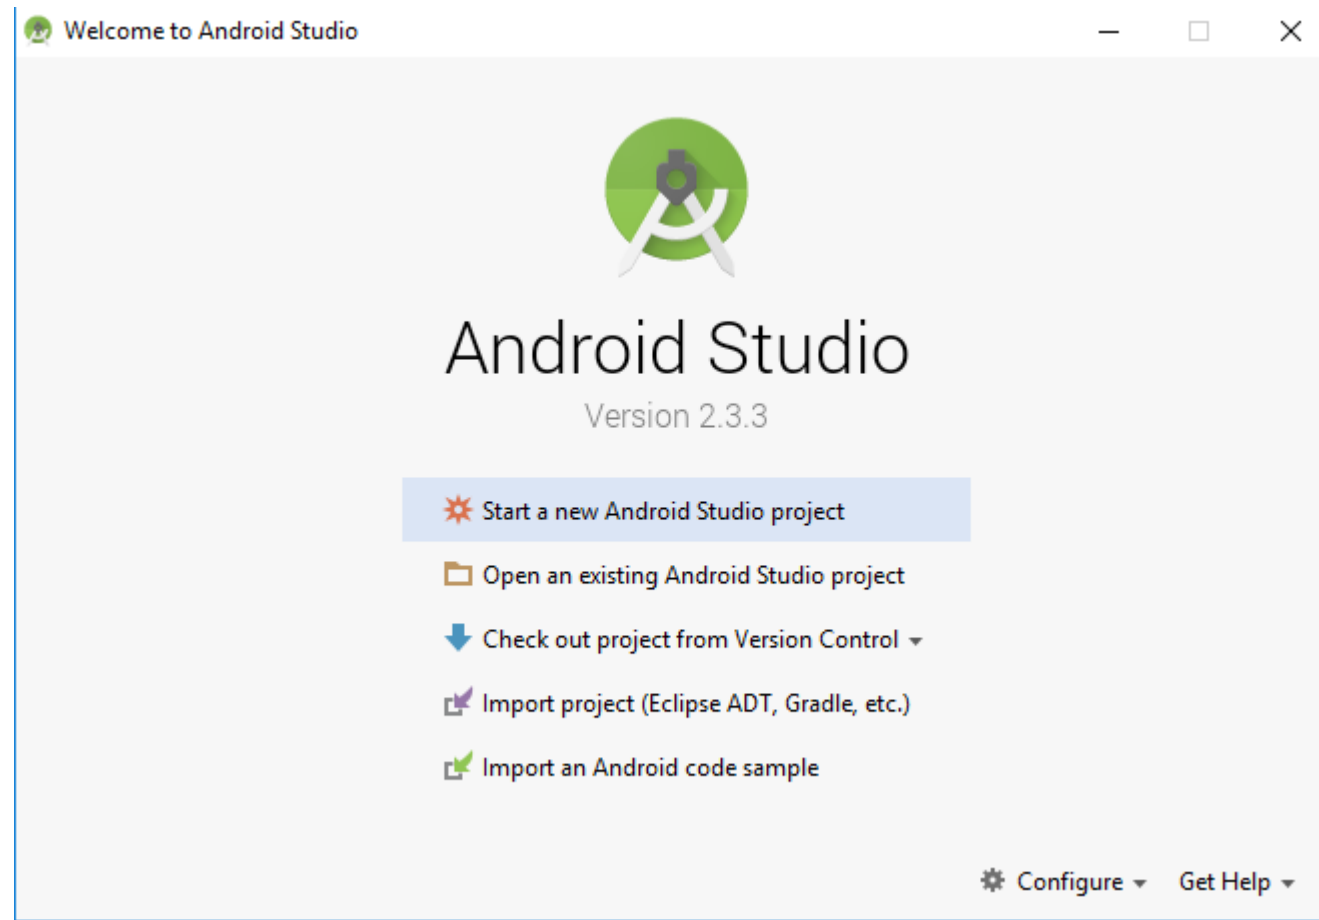 Welcome to Android Studio
Android Studio
Version 2.3.3
Start a new Android Studio project
Open an existing Android Studio project
Check out project from Version Control
Import project (Eclipse ADT, Gradle, etc.)
Import an Android code sample
Configure Get Help